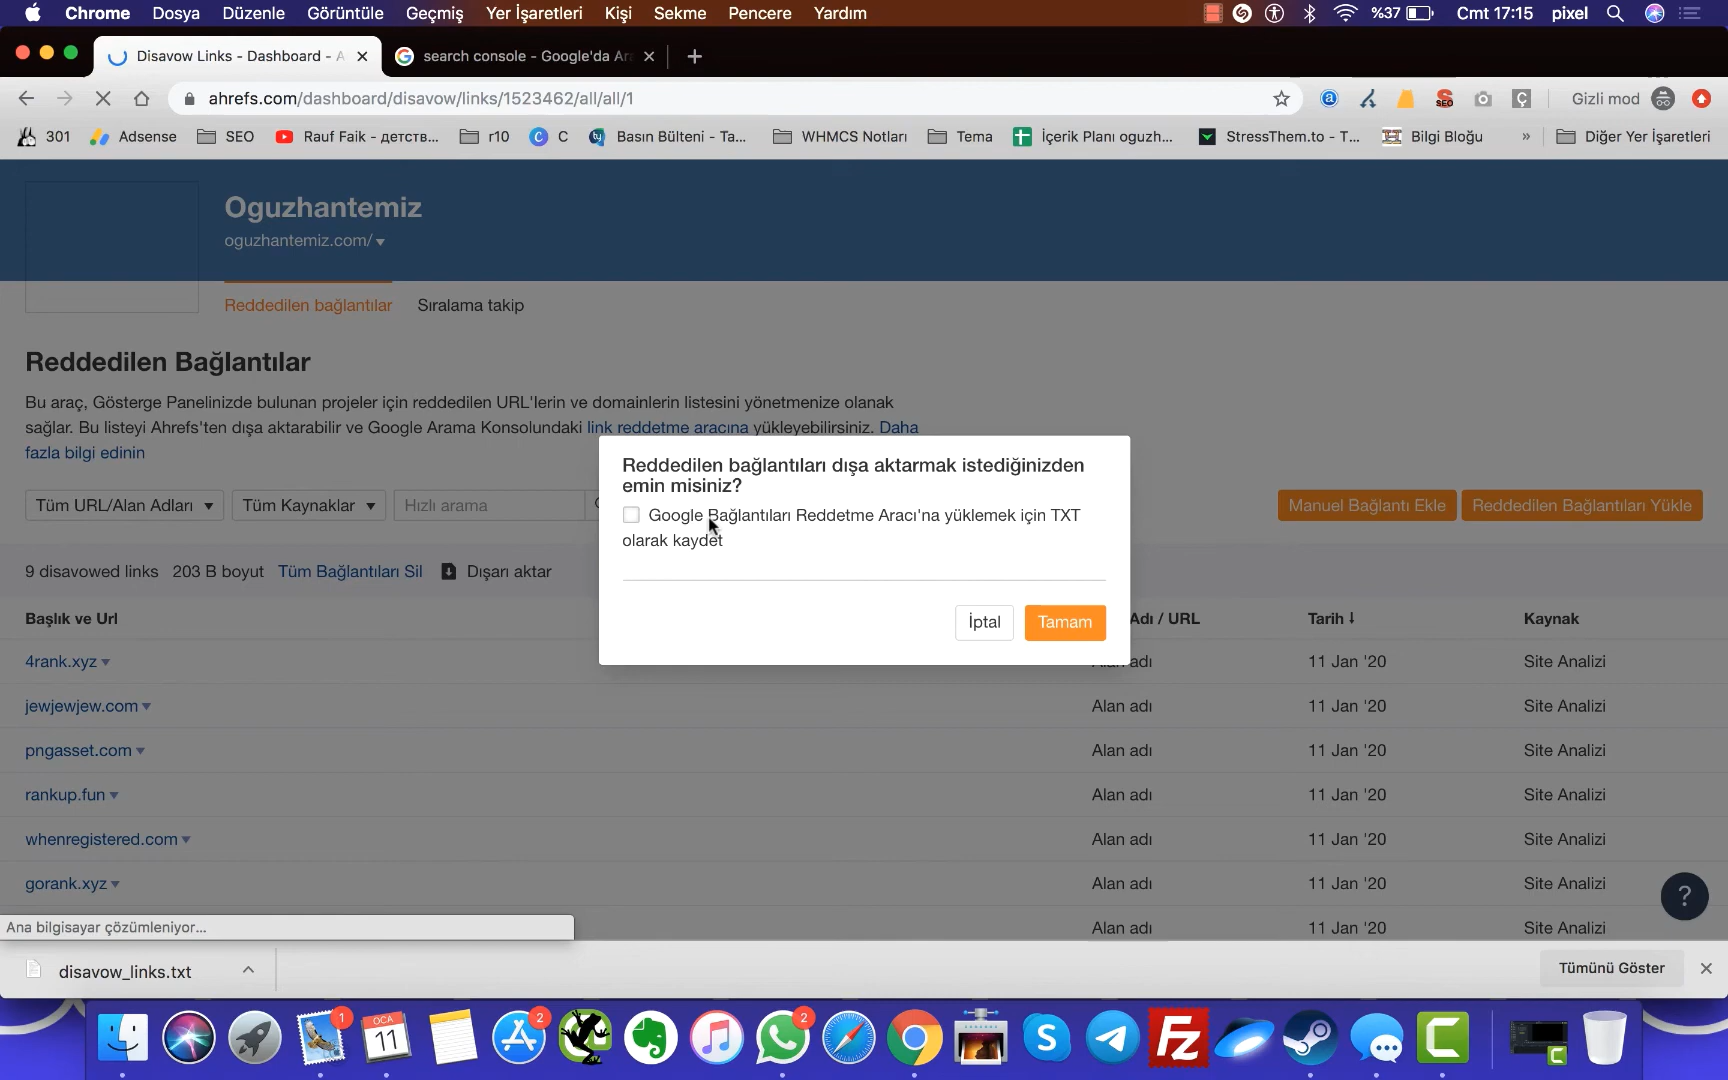 Chrome Dosya Düzenle Görüntüle Geçmiş Yer İşaretleri Kişi Sekme Pencere Yardım %37 Cmt 17:15 pixel
Disavow Links - Dashboard - A search console - Google'da Ar
ahrefs.com/dashboard/disavow/links/1523462/all/all/1 Gizli mod
301 Adsense SEO Rauf Faik - детств... r10 C Basın Bülteni - Ta... WHMCS Notları Tema İçerik Planı oguzh... StressThem.to - T... Bilgi Bloğu » Diğer Yer İşaretleri
Oguzhantemiz
oguzhantemiz.com/
Reddedilen bağlantılar Sıralama takip
Reddedilen Bağlantılar
Bu araç, Gösterge Panelinizde bulunan projeler için reddedilen URL'lerin ve domainlerin listesini yönetmenize olanak
sağlar. Bu listeyi Ahrefs'ten dışa aktarabilir ve Google Arama Konsolundaki link reddetme aracına yükleyebilirsiniz. Daha
fazla bilgi edinin
Reddedilen bağlantıları dışa aktarmak istediğinizden
emin misiniz?
Google Bağlantıları Reddetme Aracı'na yüklemek için TXT
olarak kaydet
İptal Tamam
Tüm URL/Alan Adları Tüm Kaynaklar Hızlı arama Manuel Bağlantı Ekle Reddedilen Bağlantıları Yükle
9 disavowed links 203 B boyut Tüm Bağlantıları Sil Dışarı aktar
Başlık ve Url Adı / URL Tarih Kaynak
4rank.xyz adı 11 Jan '20 Site Analizi
jewjewjew.com Alan adı 11 Jan '20 Site Analizi
pngasset.com Alan adı 11 Jan '20 Site Analizi
rankup.fun Alan adı 11 Jan '20 Site Analizi
whenregistered.com Alan adı 11 Jan '20 Site Analizi
gorank.xyz Alan adı 11 Jan '20 Site Analizi
Alan adı 11 Jan '20 Site Analizi
?
Ana bilgisayar çözümleniyor...
disavow_links.txt Tümünü Göster
1 OCA 11 2 2